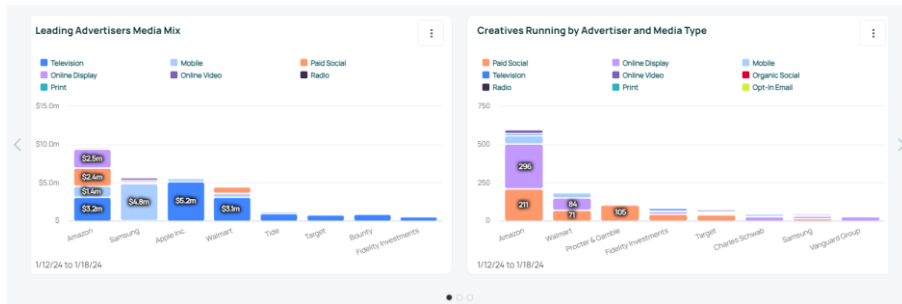 Leading Advertisers Media Mix
Television
Mobile
Paid Social
Online Display
Online Video
Radio
Print
$15.0m
$10.0m
$5.0m
$
$2.5m
$2.4m
$1.4m
$3.2m
$4.8m
$5.2m
$3.1m
Amazon
Samsung
Apple Inc.
Walmart
Tide
Target
Bounty
Fidelity Investments
1/12/24 to 1/18/24
Creatives Running by Advertiser and Media Type
Paid Social
Online Display
Mobile
Television
Online Video
Organic Social
Radio
Print
Opt-in Email
750
500
250
0
296
211
84
71
105
Amazon
Walmart
Procter & Gamble
Fidelity Investments
Target
Charles Schwab
Samsung
Vanguard Group
1/12/24 to 1/18/24